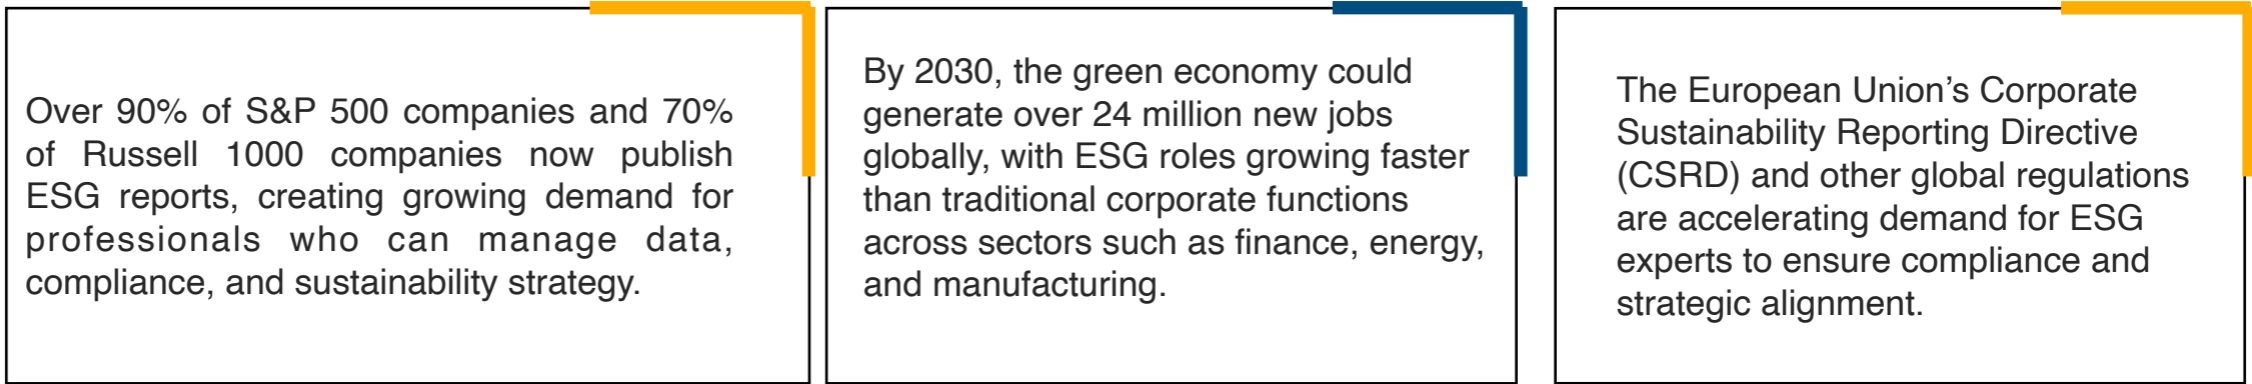 Over 90% of S&P 500 companies and 70%
of Russell 1000 companies now publish
ESG reports, creating growing demand for
professionals who can manage data,
compliance, and sustainability strategy.
By 2030, the green economy could
generate over 24 million new jobs
globally, with ESG roles growing faster
than traditional corporate functions
across sectors such as finance, energy,
and manufacturing.
The European Union’s Corporate
Sustainability Reporting Directive
(CSRD) and other global regulations
are accelerating demand for ESG
experts to ensure compliance and
strategic alignment.